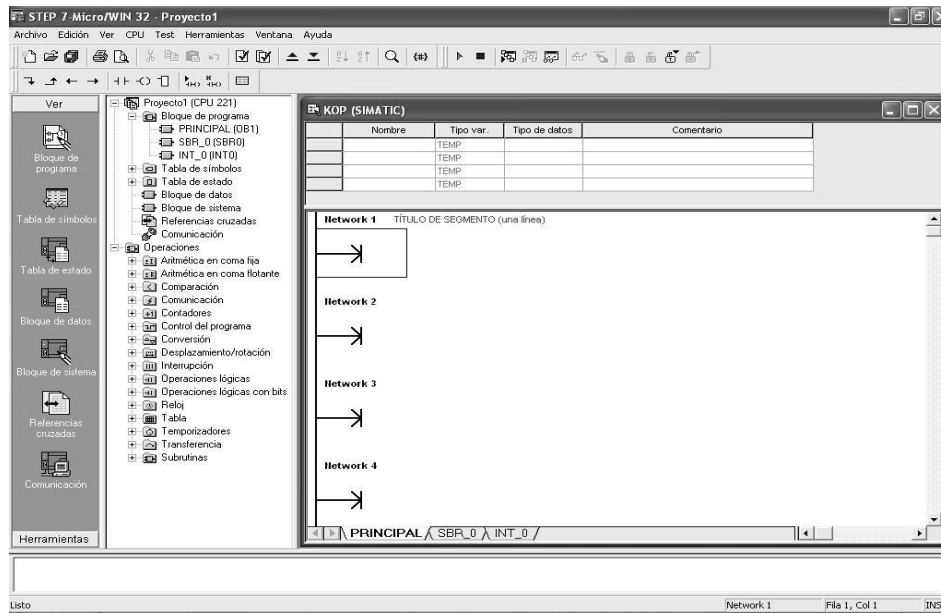 STEP 7-Micro/WIN 32 - Proyecto1
Archivo Edición Ver CPU Test Herramientas Ventana Ayuda
Ver
Bloque de programa
Tabla de símbolos
Tabla de estado
Bloque de datos
Bloque de sistema
Referencias cruzadas
Comunicación
Herramientas
Proyecto1 (CPU 221)
Bloque de programa
PRINCIPAL (OB1)
SBR_0 (SBR0)
INT_0 (INT0)
Tabla de símbolos
Tabla de estado
Bloque de datos
Bloque de sistema
Referencias cruzadas
Comunicación
Operaciones
Aritmética en coma fija
Aritmética en coma flotante
Comparación
Comunicación
Contadores
Control del programa
Conversión
Desplazamiento/rotación
Interrupción
Operaciones lógicas
Operaciones lógicas con bits
Reloj
Tabla
Temporizadores
Transferencia
Subrutinas
KOP (SIMATIC)
Nombre Tipo var. Tipo de datos Comentario
TEMP
TEMP
TEMP
TEMP
Network 1 TÍTULO DE SEGMENTO (una línea)
Network 2
Network 3
Network 4
PRINCIPAL SBR_0 INT_0
Listo
Network 1 Fila 1, Col 1 INS